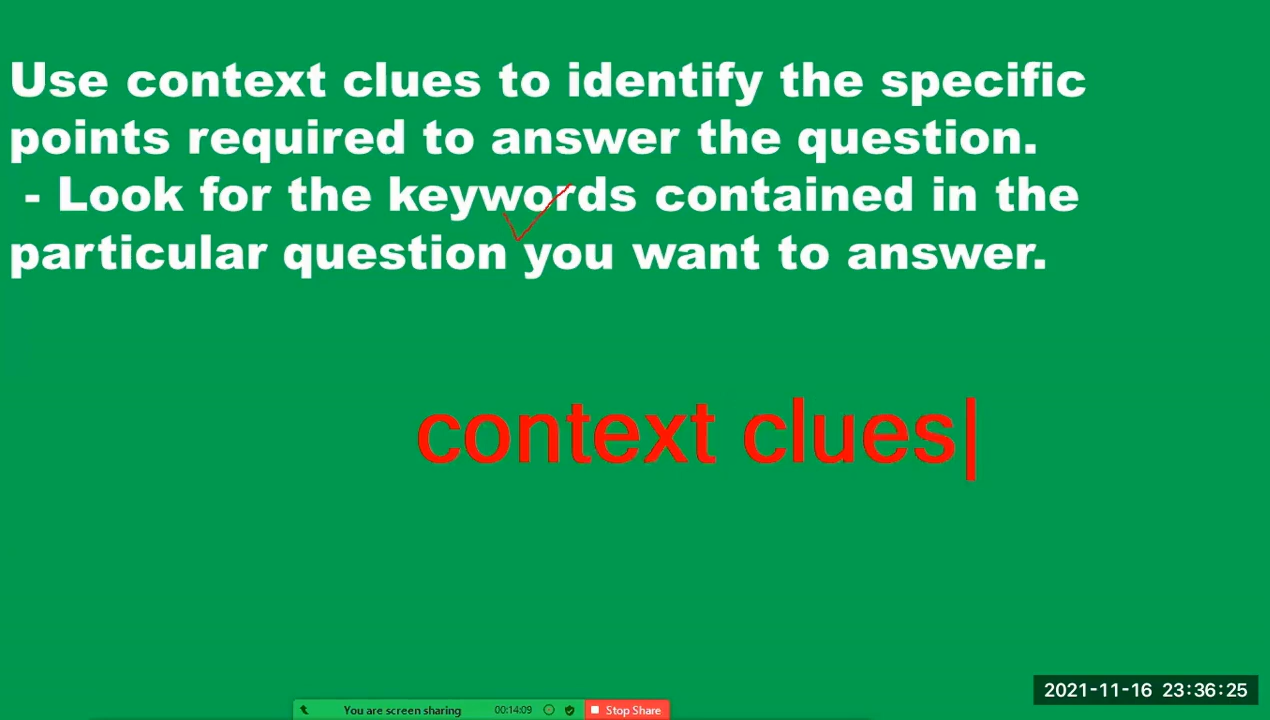 Use context clues to identify the specific
points required to answer the question.
- Look for the keywords contained in the
particular question you want to answer.
context clues
2021-11-16 23:36:25
You are screen sharing 00:14:09 Stop Share